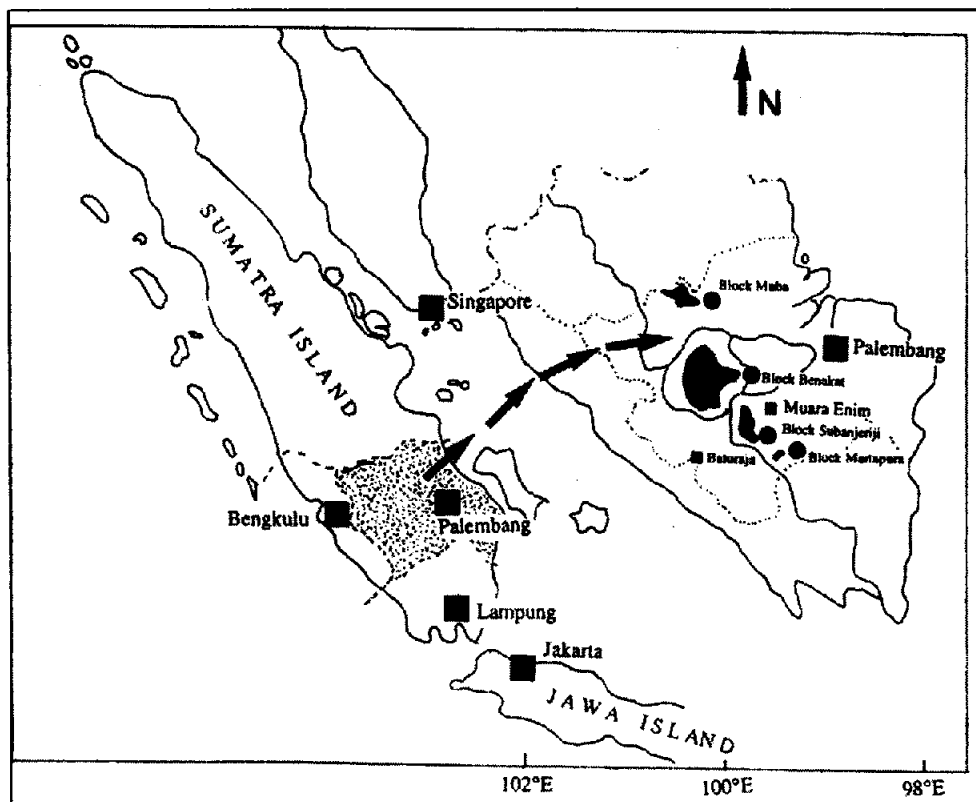 N
SUMATRA ISLAND
Singapore
Block Muba
Palembang
Block Benakat
Muara Enim
Block Subanjeriji
Baturaja
Block Martapura
Bengkulu
Palembang
Lampung
Jakarta
JAWA ISLAND
102°E
100°E
98°E